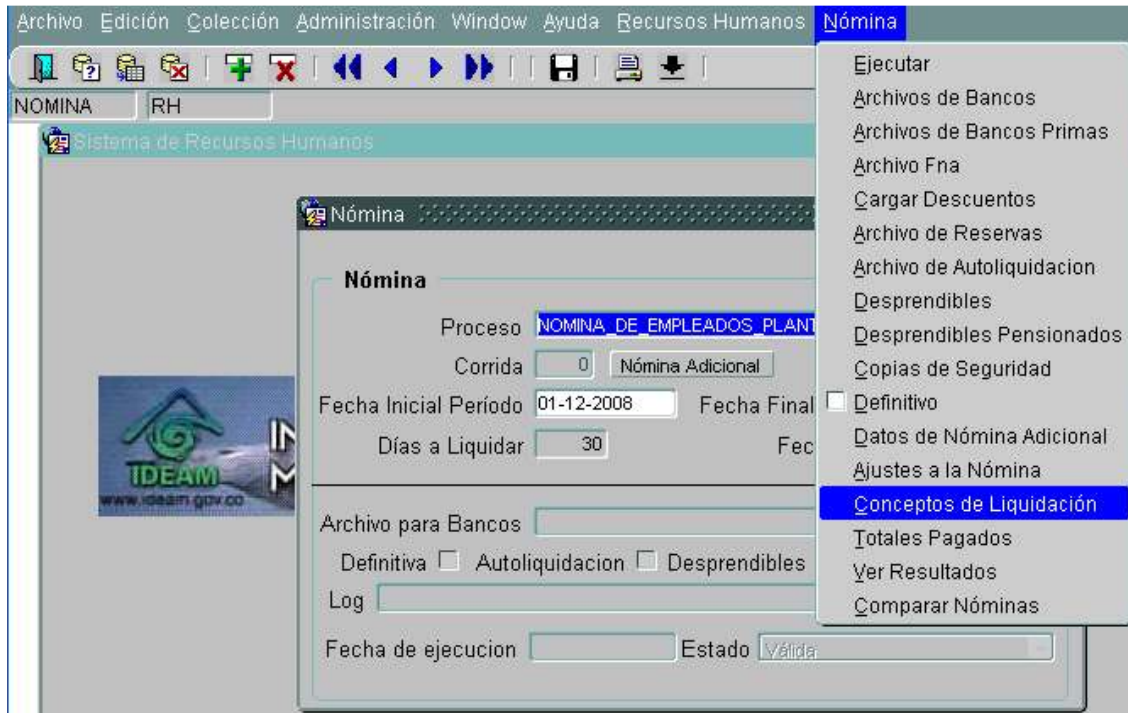 Archivo Edición Colección Administración Window Ayuda Recursos Humanos Nómina
NOMINA RH
Sistema de Recursos Humanos
Nómina
Nómina
Proceso NOMINA_DE_EMPLEADOS_PLANT
Corrida 0 Nómina Adicional
Fecha Inicial Período 01-12-2008 Fecha Final
Días a Liquidar 30 Fec
Archivo para Bancos
Definitiva Autoliquidacion Desprendibles
Log
Fecha de ejecucion Estado Válida
IDEAM
www.ideam.gov.co
Ejecutar
Archivos de Bancos
Archivos de Bancos Primas
Archivo Fna
Cargar Descuentos
Archivo de Reservas
Archivo de Autoliquidacion
Desprendibles
Desprendibles Pensionados
Copias de Seguridad
Definitivo
Datos de Nómina Adicional
Ajustes a la Nómina
Conceptos de Liquidación
Totales Pagados
Ver Resultados
Comparar Nóminas